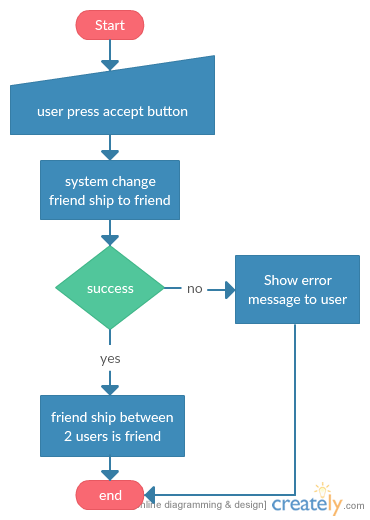 Start
user press accept button
system change
friend ship to friend
success
no
Show error
message to user
yes
friend ship between
2 users is friend
end
nline diagramming & design]
creately.com